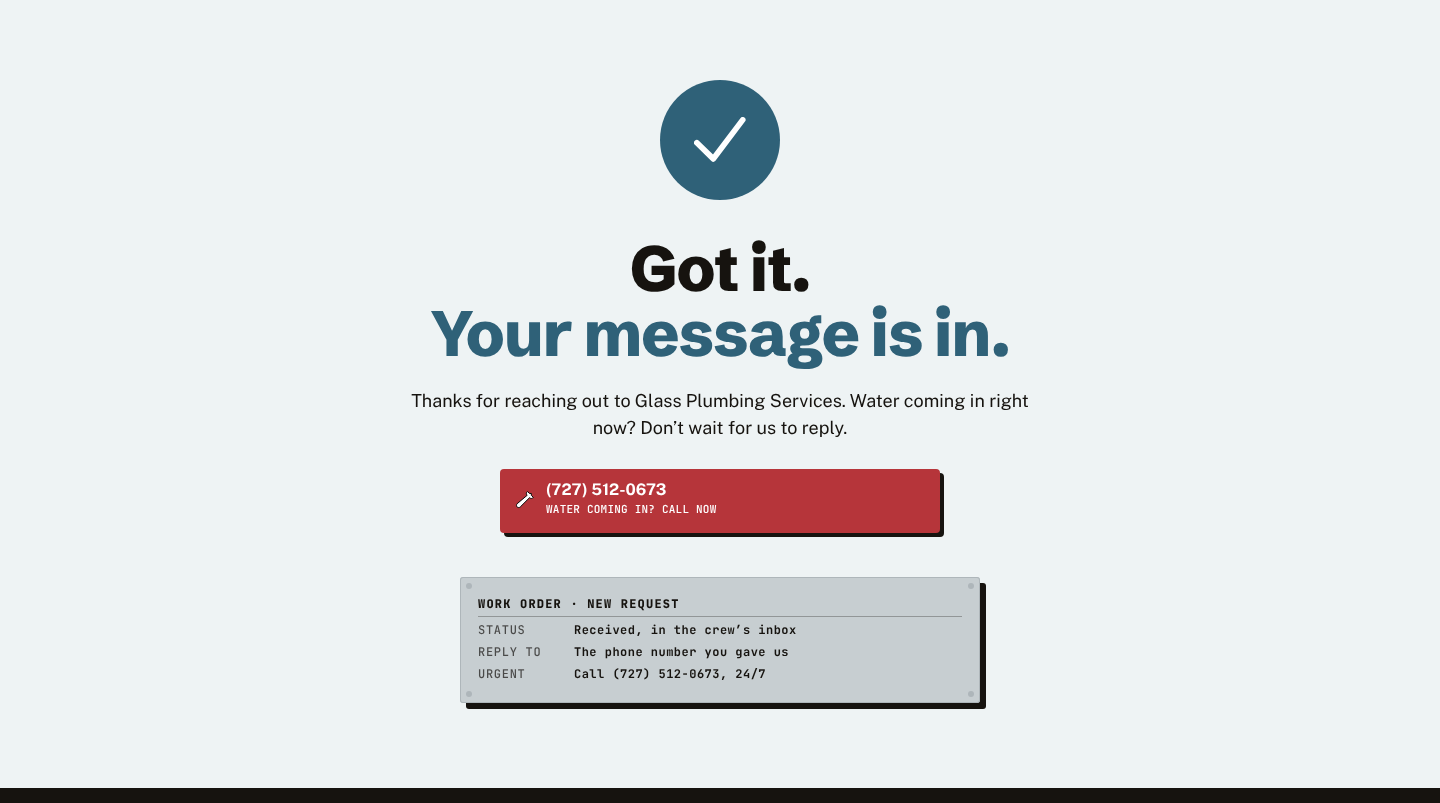 Got it.
Your message is in.
Thanks for reaching out to Glass Plumbing Services. Water coming in right
now? Don’t wait for us to reply.
(727) 512-0673
WATER COMING IN? CALL NOW
WORK ORDER · NEW REQUEST
STATUS Received, in the crew’s inbox
REPLY TO The phone number you gave us
URGENT Call (727) 512-0673, 24/7